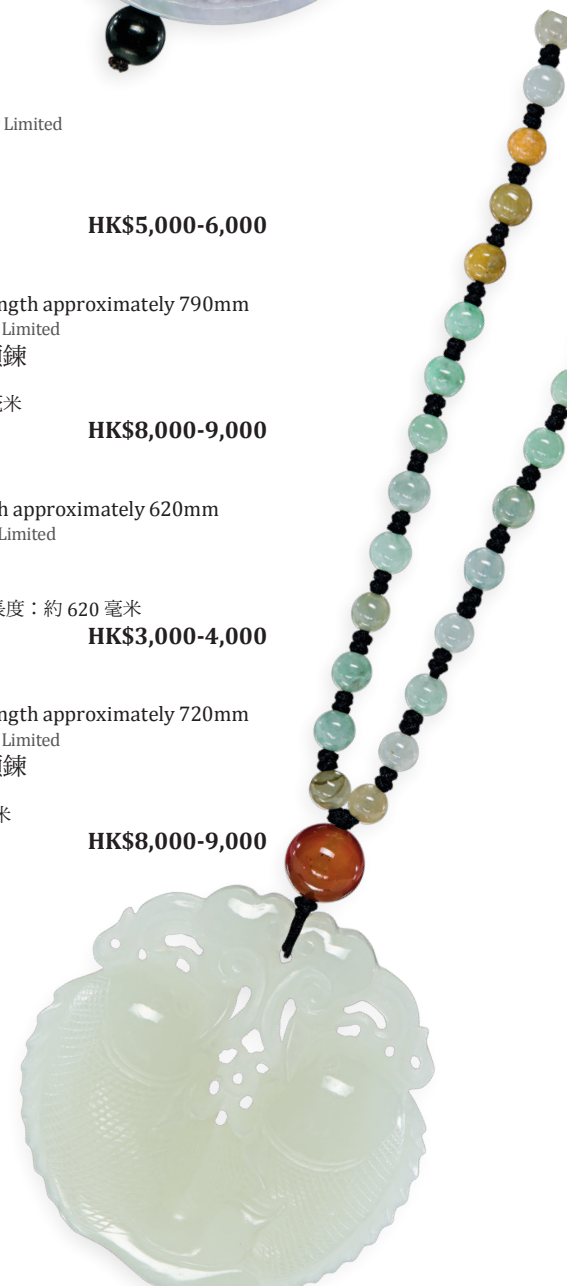 Limited
HK$5,000-6,000
ngth approximately 790mm
Limited
鍊
米
HK$8,000-9,000
h approximately 620mm
Limited
長度：約 620 毫米
HK$3,000-4,000
ngth approximately 720mm
Limited
鍊
米
HK$8,000-9,000